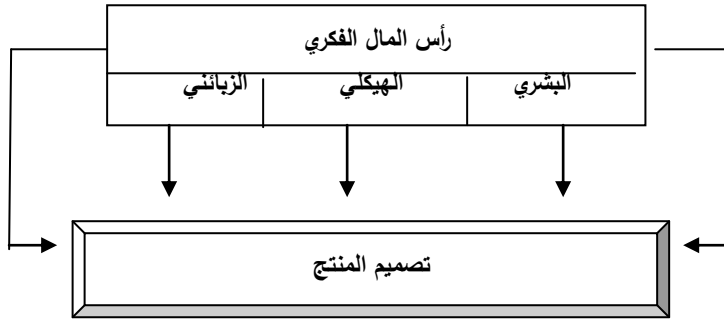 رأس المال الفكري
البشري الهيكلي الزبائني
تصميم المنتج